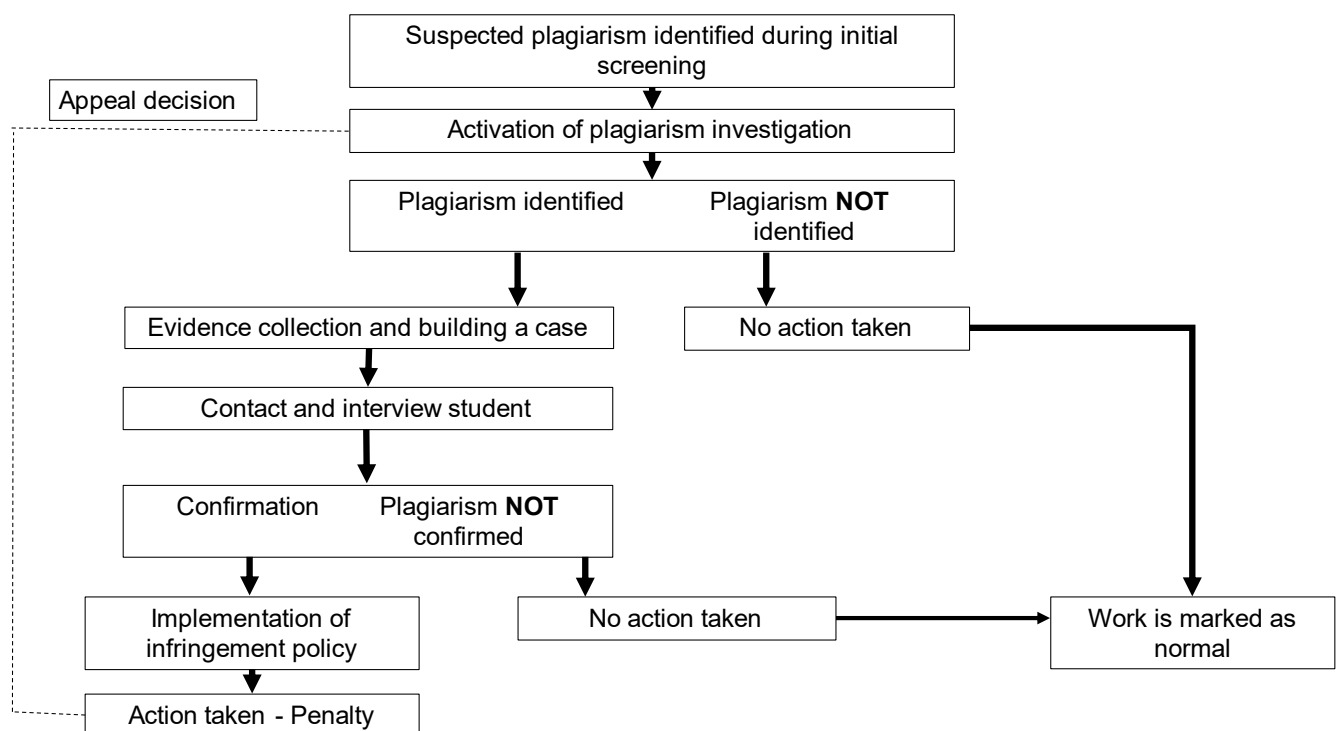 Suspected plagiarism identified during initial
screening
Appeal decision
Activation of plagiarism investigation
Plagiarism identified
Plagiarism NOT
identified
Evidence collection and building a case
No action taken
Contact and interview student
Confirmation
Plagiarism NOT
confirmed
Implementation of
infringement policy
No action taken
Work is marked as
normal
Action taken - Penalty